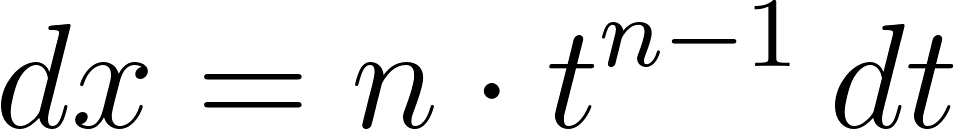 dx = n · t^{n−1} dt